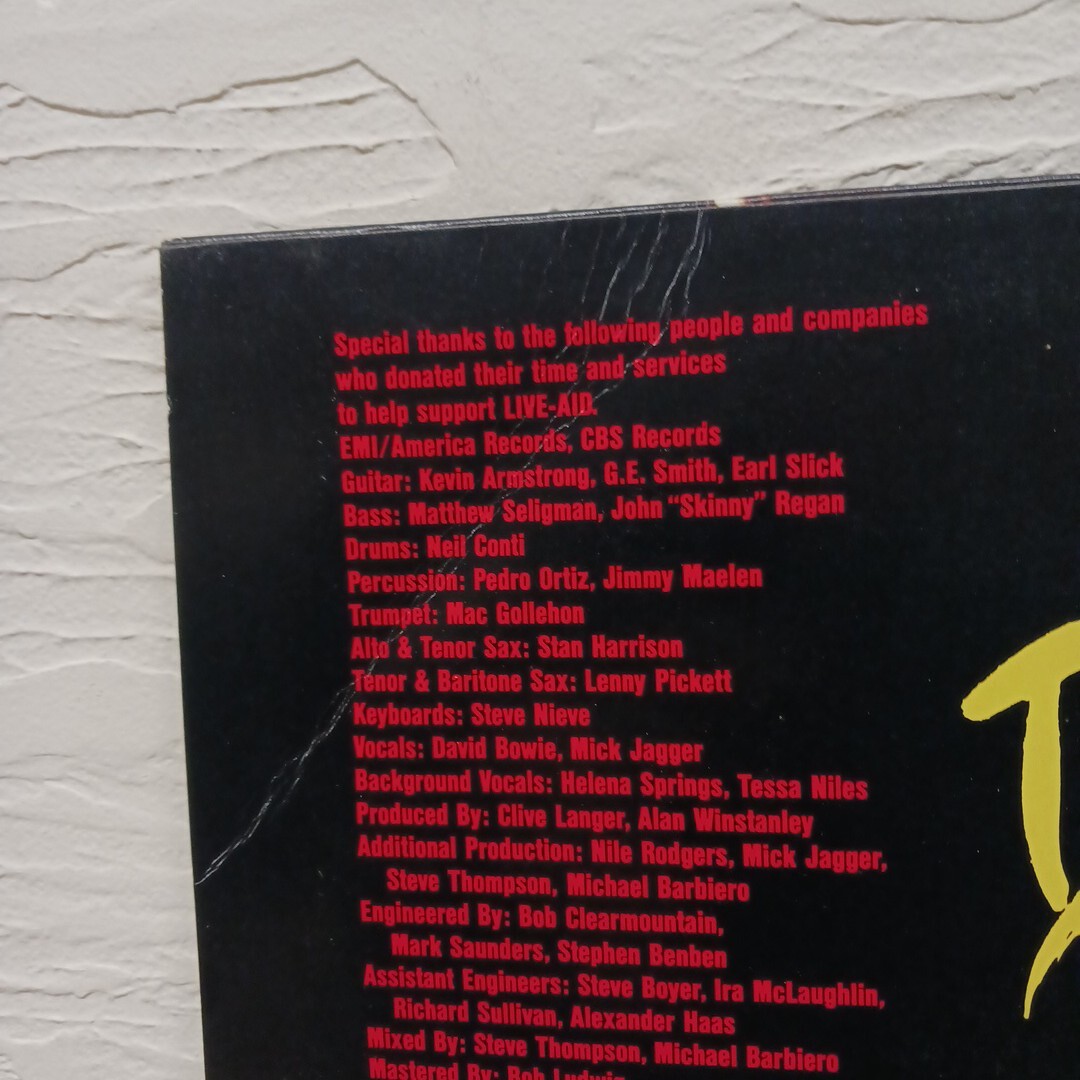 Special thanks to the following people and companies
who donated their time and services
to help support LIVE-AID.
EMI/America Records, CBS Records
Guitar: Kevin Armstrong, G.E. Smith, Earl Slick
Bass: Matthew Seligman, John “Skinny” Regan
Drums: Neil Conti
Percussion: Pedro Ortiz, Jimmy Maelen
Trumpet: Mac Gollehon
Alto & Tenor Sax: Stan Harrison
Tenor & Baritone Sax: Lenny Pickett
Keyboards: Steve Nieve
Vocals: David Bowie, Mick Jagger
Background Vocals: Helena Springs, Tessa Niles
Produced By: Clive Langer, Alan Winstanley
Additional Production: Nile Rodgers, Mick Jagger,
Steve Thompson, Michael Barbiero
Engineered By: Bob Clearmountain,
Mark Saunders, Stephen Benben
Assistant Engineers: Steve Boyer, Ira McLaughlin,
Richard Sullivan, Alexander Haas
Mixed By: Steve Thompson, Michael Barbiero
Mastered By: Bob Ludwig